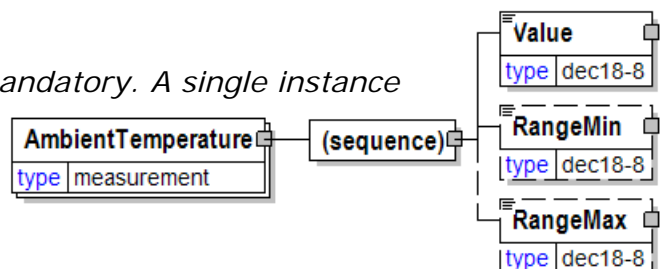 Value
type dec18-8
andatory. A single instance
RangeMin
AmbientTemperature
(sequence)
type dec18-8
type measurement
RangeMax
type dec18-8